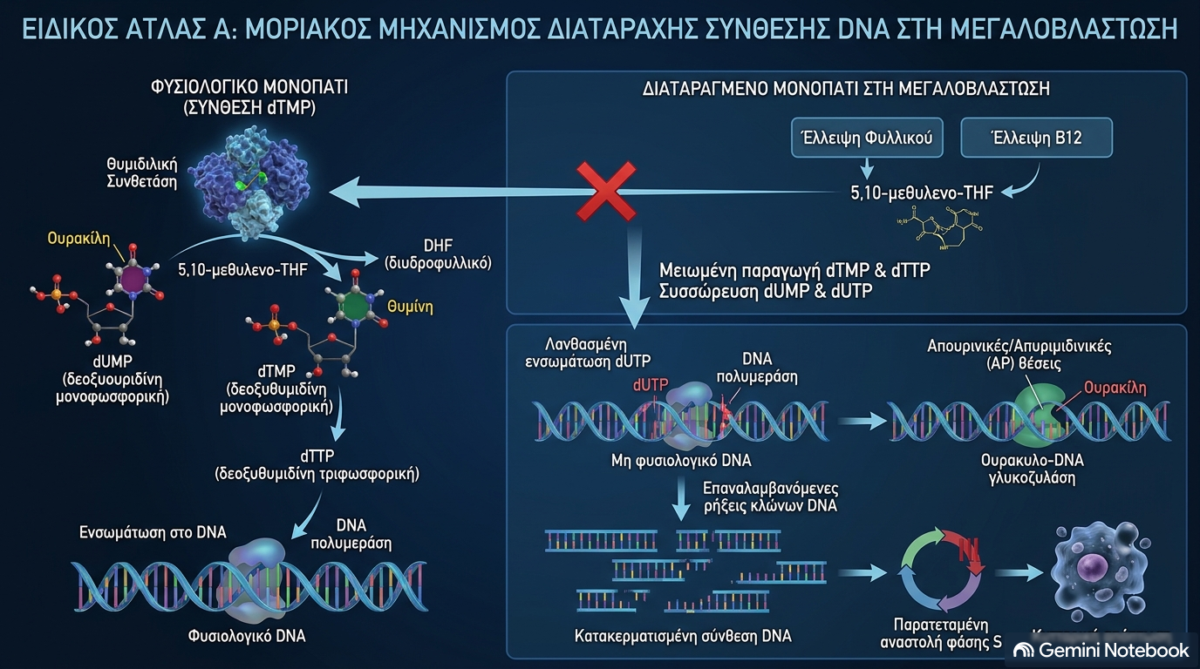 ΕΙΔΙΚΟΣ ΑΤΛΑΣ Α: ΜΟΡΙΑΚΟΣ ΜΗΧΑΝΙΣΜΟΣ ΔΙΑΤΑΡΑΧΗΣ ΣΥΝΘΕΣΗΣ DNA ΣΤΗ ΜΕΓΑΛΟΒΛΑΣΤΩΣΗ
ΦΥΣΙΟΛΟΓΙΚΟ ΜΟΝΟΠΑΤΙ
(ΣΥΝΘΕΣΗ dTMP)
Θυμιδιλική
Συνθετάση
Ουρακίλη
5,10-μεθυλενο-THF
DHF
(διυδροφυλλικό)
Θυμίνη
dUMP
(δεοξυουριδίνη
μονοφωσφορική)
dTMP
(δεοξυθυμιδίνη
μονοφωσφορική)
dTTP
(δεοξυθυμιδίνη τριφωσφορική)
Ενσωμάτωση στο DNA
DNA
πολυμεράση
Φυσιολογικό DNA
ΔΙΑΤΑΡΑΓΜΕΝΟ ΜΟΝΟΠΑΤΙ ΣΤΗ ΜΕΓΑΛΟΒΛΑΣΤΩΣΗ
Έλλειψη Φυλλικού
Έλλειψη Β12
5,10-μεθυλενο-THF
Μειωμένη παραγωγή dTMP & dTTP
Συσσώρευση dUMP & dUTP
Λανθασμένη
ενσωμάτωση dUTP
dUTP
DNA
πολυμεράση
Μη φυσιολογικό DNA
Απουρινικές/Απυριμιδινικές
(AP) θέσεις
Ουρακίλη
Ουρακυλο-DNA
γλυκοζυλάση
Επαναλαμβανόμενες
ρήξεις κλώνων DNA
Κατακερματισμένη σύνθεση DNA
Παρατεταμένη
αναστολή φάσης S
Gemini Notebook